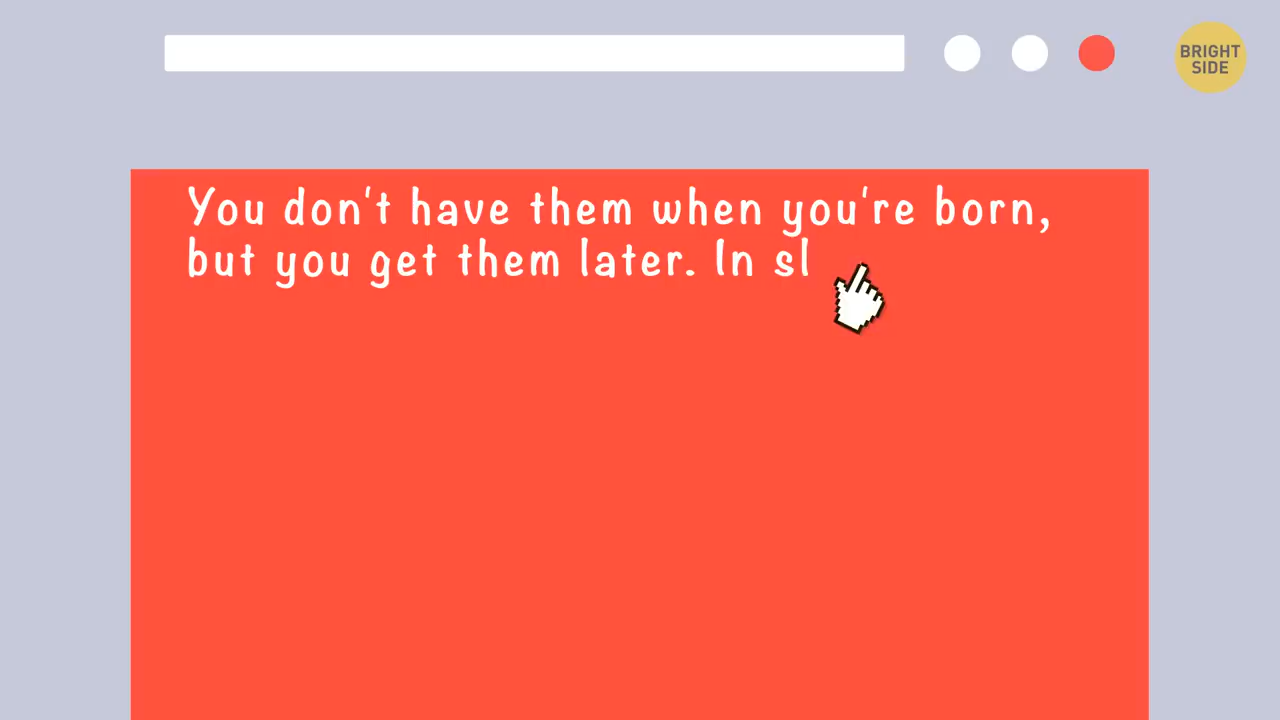 BRIGHT
SIDE
You don't have them when you're born,
but you get them later. In sl